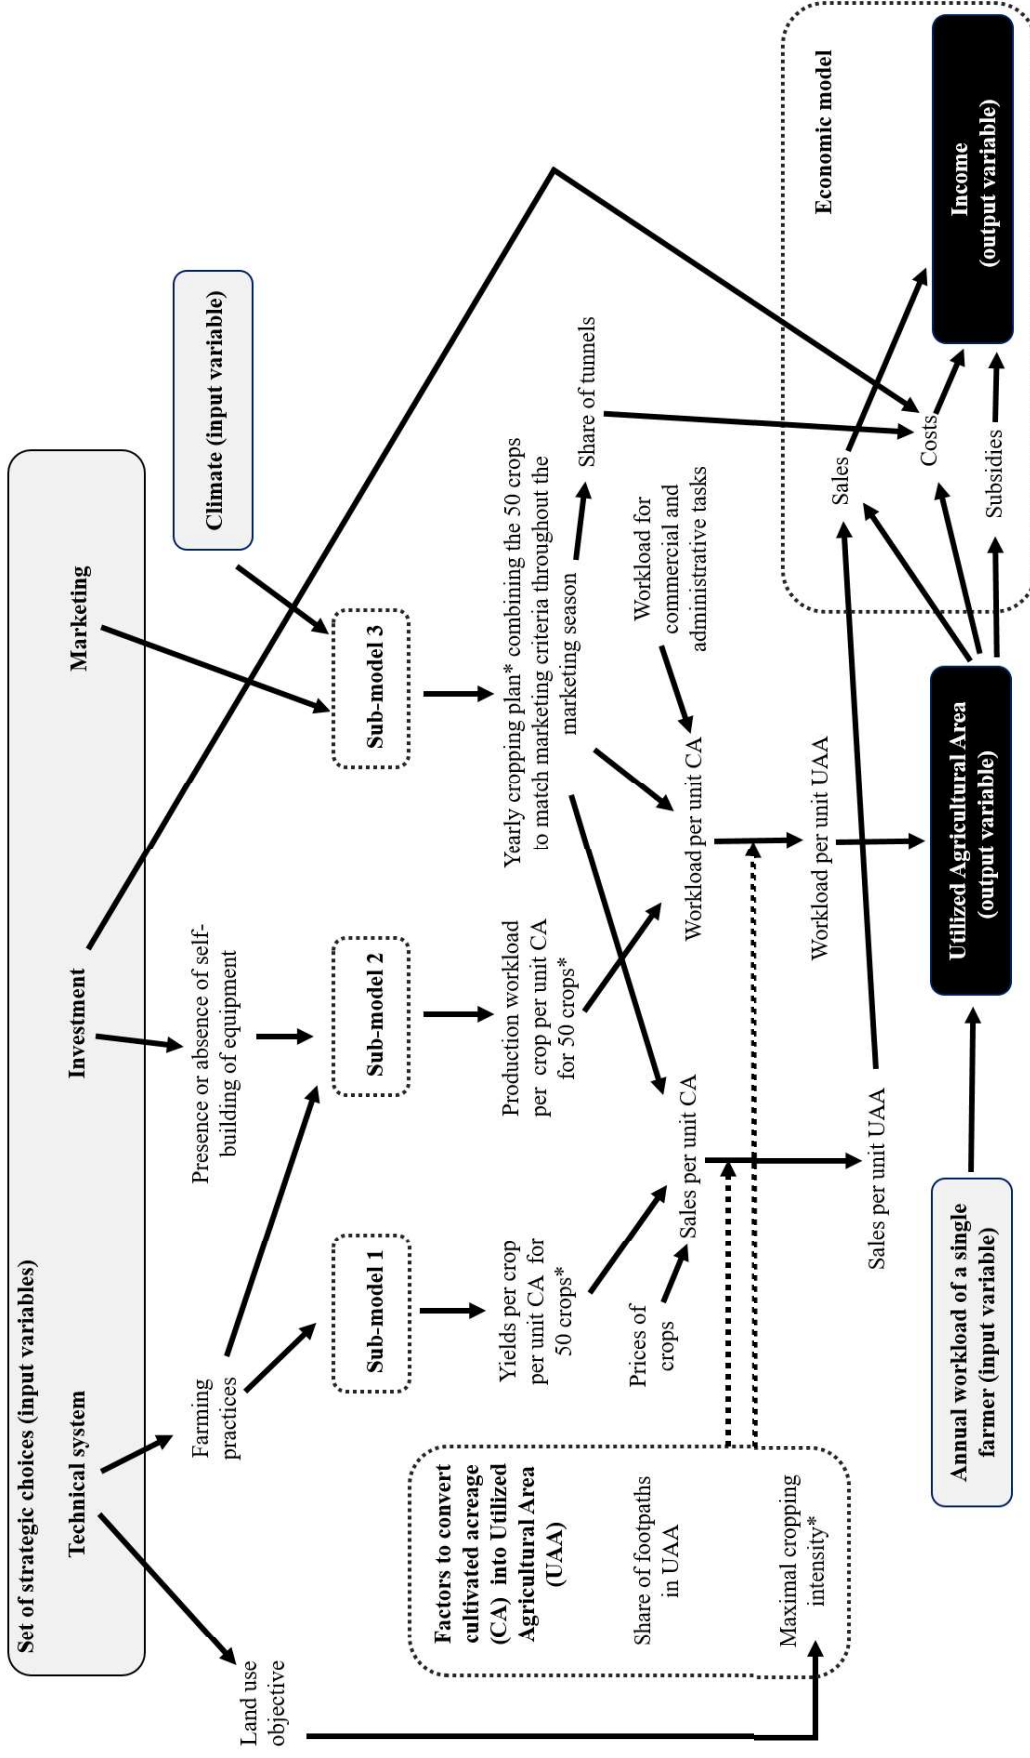 Set of strategic choices (input variables)
Technical system
Investment
Marketing
Climate (input variable)
Land use
objective
Farming
practices
Presence or absence of self-
building of equipment
Sub-model 1
Sub-model 2
Sub-model 3
Factors to convert
cultivated acreage
(CA) into Utilized
Agricultural Area
(UAA)
Share of footpaths
in UAA
Maximal cropping
intensity*
Yields per crop
per unit CA for
50 crops*
Production workload
per crop per unit CA
for 50 crops*
Yearly cropping plan* combining the 50 crops
to match marketing criteria throughout the
marketing season
Share of tunnels
Prices of
crops
Sales per unit CA
Workload per unit CA
Workload for
commercial and
administrative tasks
Sales per unit UAA
Workload per unit UAA
Economic model
Sales
Costs
Subsidies
Annual workload of a single
farmer (input variable)
Utilized Agricultural Area
(output variable)
Income
(output variable)